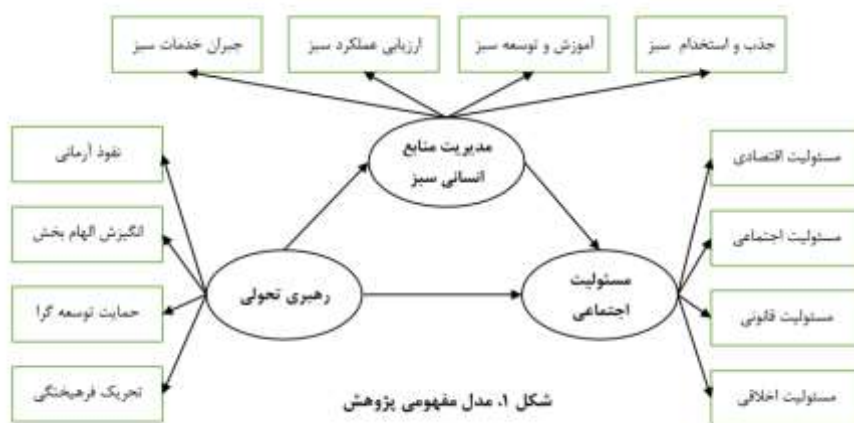 جذب و استخدام سبز
آموزش و توسعه سبز
ارزیابی عملکرد سبز
جبران خدمات سبز
مدیریت منابع
انسانی سبز
نفوذ آرمانی
انگیزش الهام بخش
حمایت توسعه گرا
تحریک فرهیختگی
رهبری تحولی
مسئولیت
اجتماعی
مسئولیت اقتصادی
مسئولیت اجتماعی
مسئولیت قانونی
مسئولیت اخلاقی
شکل ۱. مدل مفهومی پژوهش